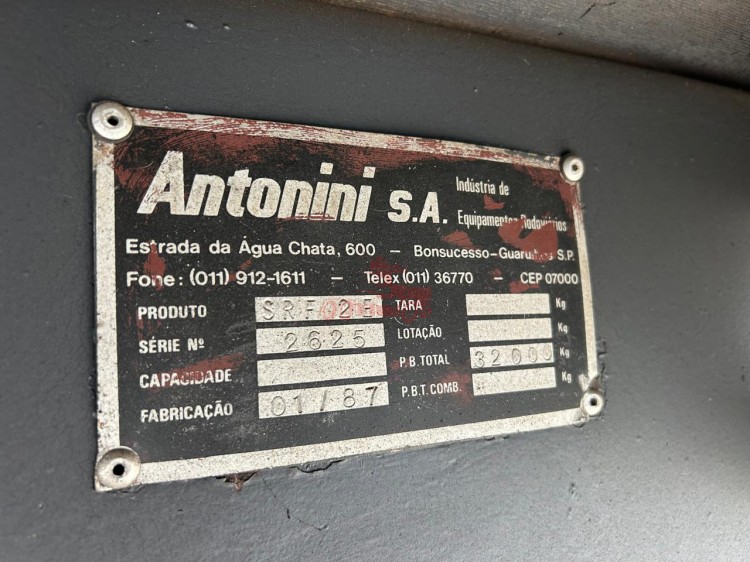 Antonini S.A. Indústria de
Equipamentos Rodoviários
Estrada da Água Chata, 600 – Bonsucesso-Guarulhos S.P.
Fone: (011) 912-1611 – Telex (011) 36770 – CEP 07000
PRODUTO SRF 2E TARA Kg
SÉRIE Nº 2625 LOTAÇÃO Kg
CAPACIDADE P.B.TOTAL 32000 Kg
FABRICAÇÃO 01/87 P.B.T.COMB. Kg